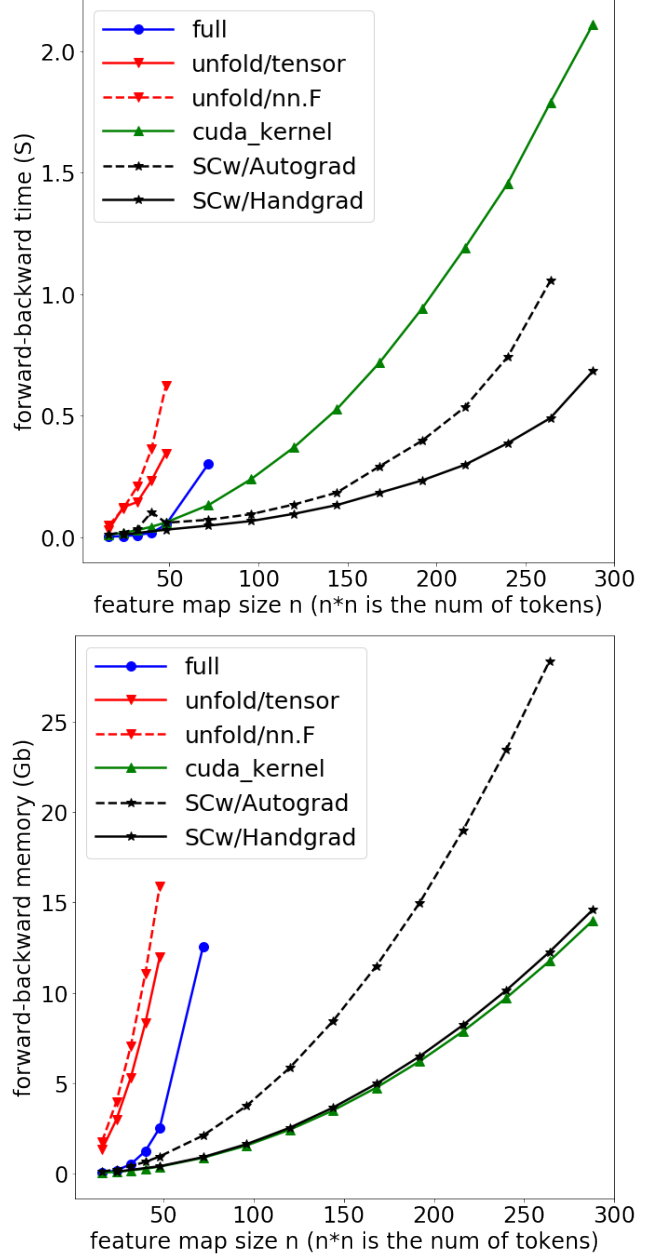 full
unfold/tensor
unfold/nn.F
cuda_kernel
SCw/Autograd
SCw/Handgrad
forward-backward time (S)
2.0
1.5
1.0
0.5
0.0
50 100 150 200 250 300
feature map size n (n*n is the num of tokens)
full
unfold/tensor
unfold/nn.F
cuda_kernel
SCw/Autograd
SCw/Handgrad
forward-backward memory (Gb)
25
20
15
10
5
0
50 100 150 200 250 300
feature map size n (n*n is the num of tokens)